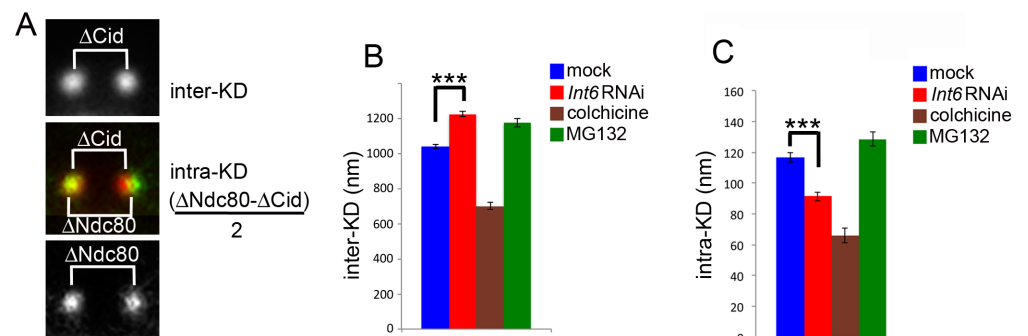 A
ΔCid
inter-KD
ΔCid
intra-KD
(ΔNdc80-ΔCid)
2
ΔNdc80
ΔNdc80
B
mock
Int6 RNAi
colchicine
MG132
***
inter-KD (nm)
1200
1000
800
600
400
200
0
C
mock
Int6 RNAi
colchicine
MG132
***
intra-KD (nm)
160
140
120
100
80
60
40
20